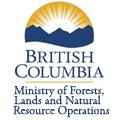 BRITISH
COLUMBIA
Ministry of Forests,
Lands and Natural
Resource Operations